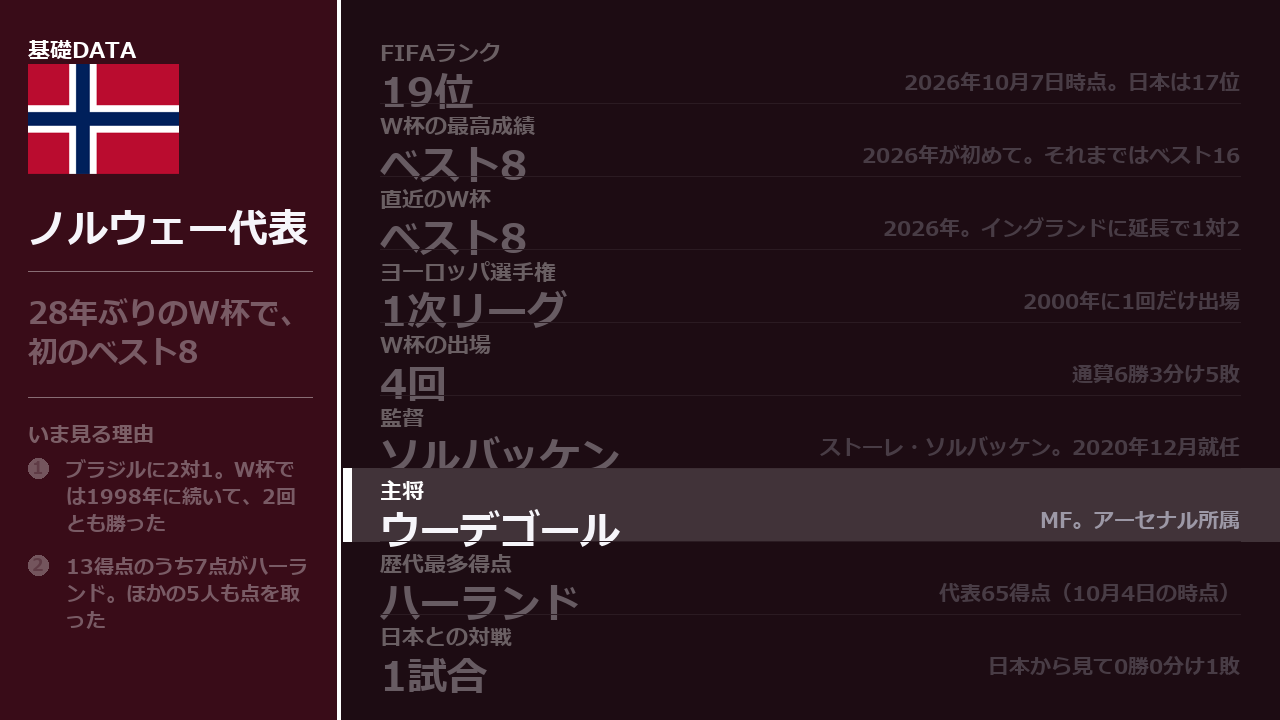 基礎DATA
ノルウェー代表
28年ぶりのW杯で、
初のベスト8
いま見る理由
1 ブラジルに2対1。W杯で
は1998年に続いて、2回
とも勝った
2 13得点のうち7点がハーラ
ンド。ほかの5人も点を取
った
FIFAランク
19位 2026年10月7日時点。日本は17位
W杯の最高成績
ベスト8 2026年が初めて。それまではベスト16
直近のW杯
ベスト8 2026年。イングランドに延長で1対2
ヨーロッパ選手権
1次リーグ 2000年に1回だけ出場
W杯の出場
4回 通算6勝3分け5敗
監督
ソルバッケン ストーレ・ソルバッケン。2020年12月就任
主将
ウーデゴール MF。アーセナル所属
歴代最多得点
ハーランド 代表65得点（10月4日の時点）
日本との対戦
1試合 日本から見て0勝0分け1敗